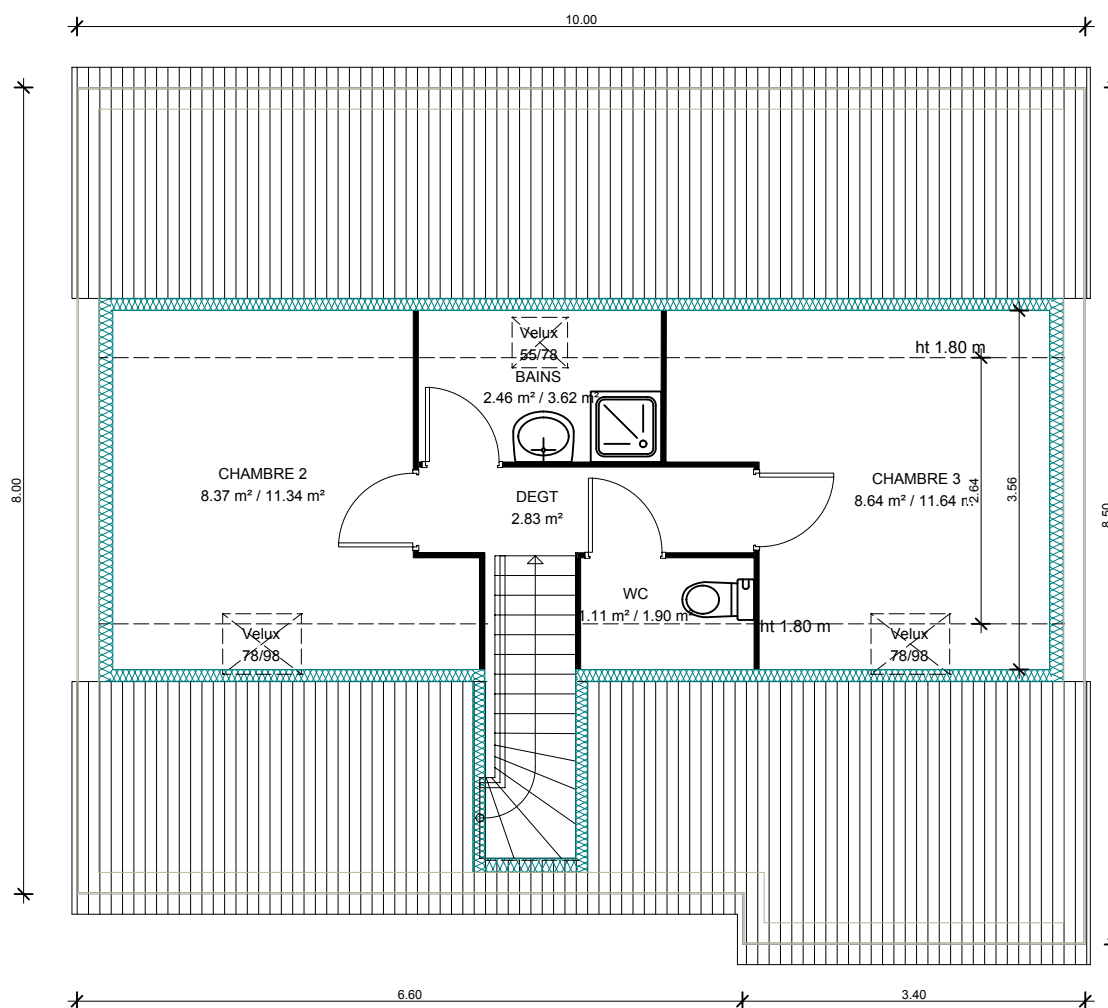 10.00
Velux
55/78
BAINS
2.46 m² / 3.62 m²
ht 1.80 m
CHAMBRE 2
8.37 m² / 11.34 m²
DEGT
2.83 m²
CHAMBRE 3
8.64 m² / 11.64 m²
2.64
3.56
8.00
8.50
WC
1.11 m² / 1.90 m²
ht 1.80 m
Velux
78/98
Velux
78/98
6.60
3.40